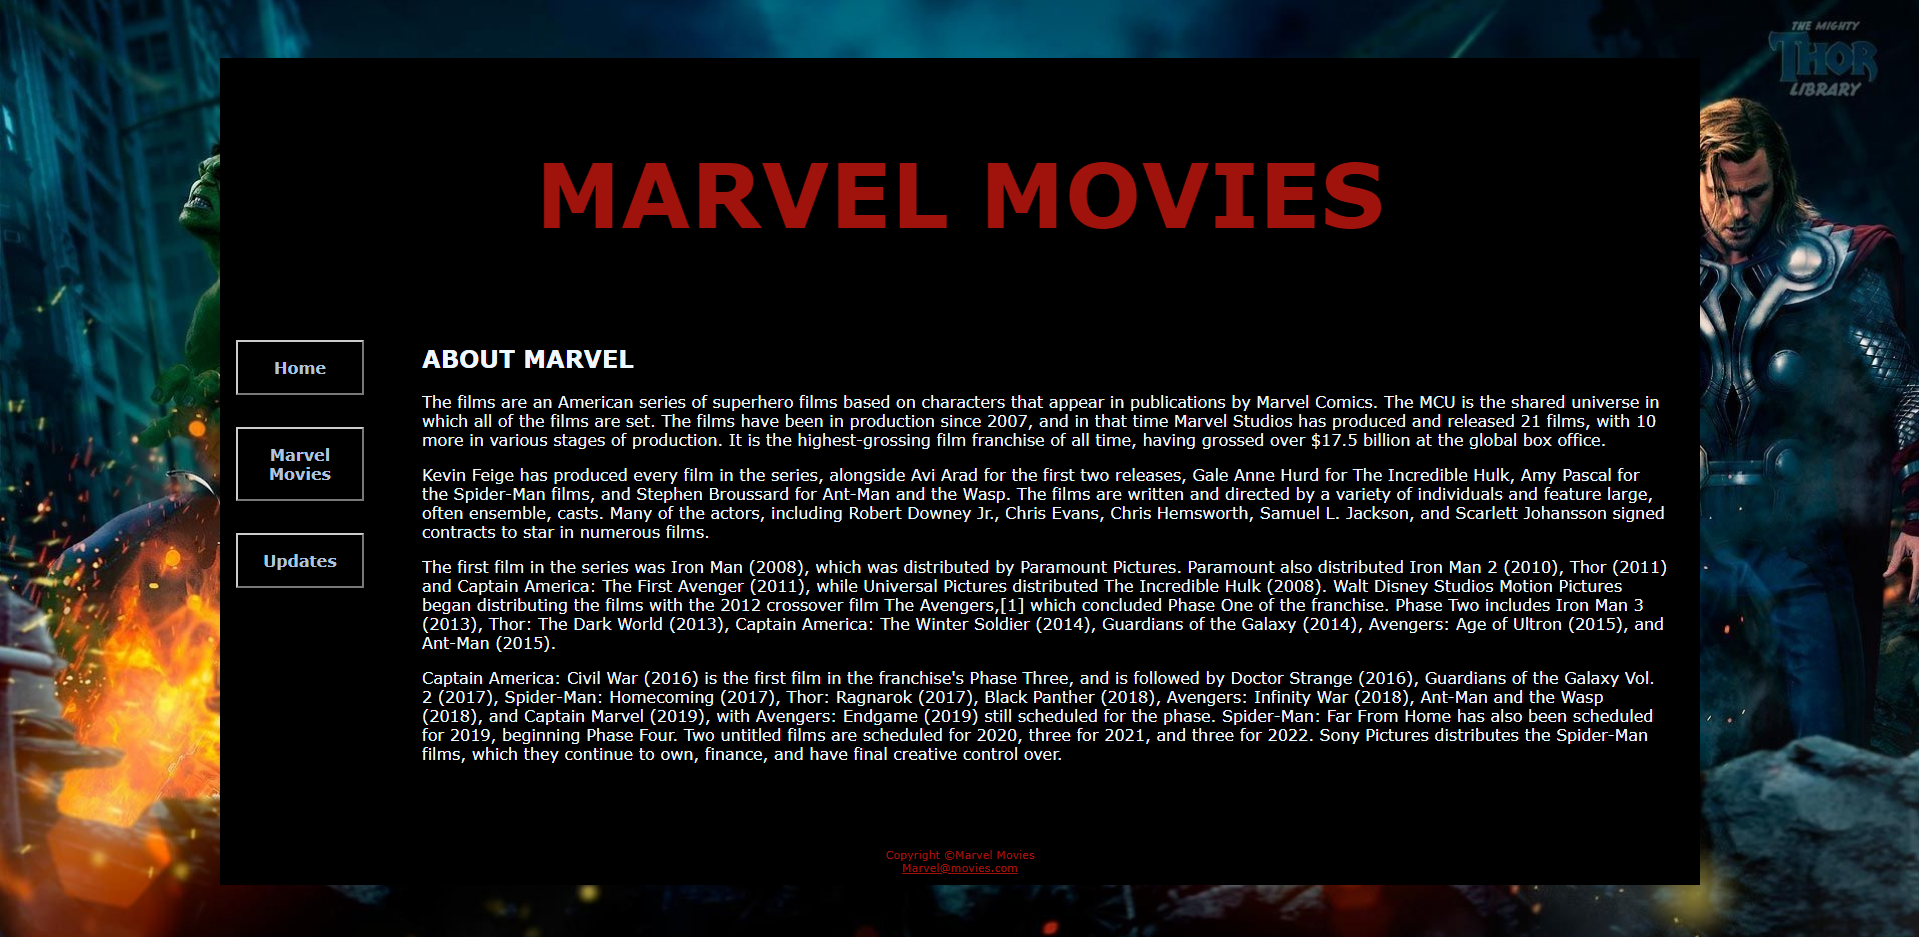 THE MIGHTY
THOR
LIBRARY
MARVEL MOVIES
Home
Marvel
Movies
Updates
ABOUT MARVEL
The films are an American series of superhero films based on characters that appear in publications by Marvel Comics. The MCU is the shared universe in
which all of the films are set. The films have been in production since 2007, and in that time Marvel Studios has produced and released 21 films, with 10
more in various stages of production. It is the highest-grossing film franchise of all time, having grossed over $17.5 billion at the global box office.
Kevin Feige has produced every film in the series, alongside Avi Arad for the first two releases, Gale Anne Hurd for The Incredible Hulk, Amy Pascal for
the Spider-Man films, and Stephen Broussard for Ant-Man and the Wasp. The films are written and directed by a variety of individuals and feature large,
often ensemble, casts. Many of the actors, including Robert Downey Jr., Chris Evans, Chris Hemsworth, Samuel L. Jackson, and Scarlett Johansson signed
contracts to star in numerous films.
The first film in the series was Iron Man (2008), which was distributed by Paramount Pictures. Paramount also distributed Iron Man 2 (2010), Thor (2011)
and Captain America: The First Avenger (2011), while Universal Pictures distributed The Incredible Hulk (2008). Walt Disney Studios Motion Pictures
began distributing the films with the 2012 crossover film The Avengers,[1] which concluded Phase One of the franchise. Phase Two includes Iron Man 3
(2013), Thor: The Dark World (2013), Captain America: The Winter Soldier (2014), Guardians of the Galaxy (2014), Avengers: Age of Ultron (2015), and
Ant-Man (2015).
Captain America: Civil War (2016) is the first film in the franchise's Phase Three, and is followed by Doctor Strange (2016), Guardians of the Galaxy Vol.
2 (2017), Spider-Man: Homecoming (2017), Thor: Ragnarok (2017), Black Panther (2018), Avengers: Infinity War (2018), Ant-Man and the Wasp
(2018), and Captain Marvel (2019), with Avengers: Endgame (2019) still scheduled for the phase. Spider-Man: Far From Home has also been scheduled
for 2019, beginning Phase Four. Two untitled films are scheduled for 2020, three for 2021, and three for 2022. Sony Pictures distributes the Spider-Man
films, which they continue to own, finance, and have final creative control over.
Copyright ©Marvel Movies
Marvel@movies.com